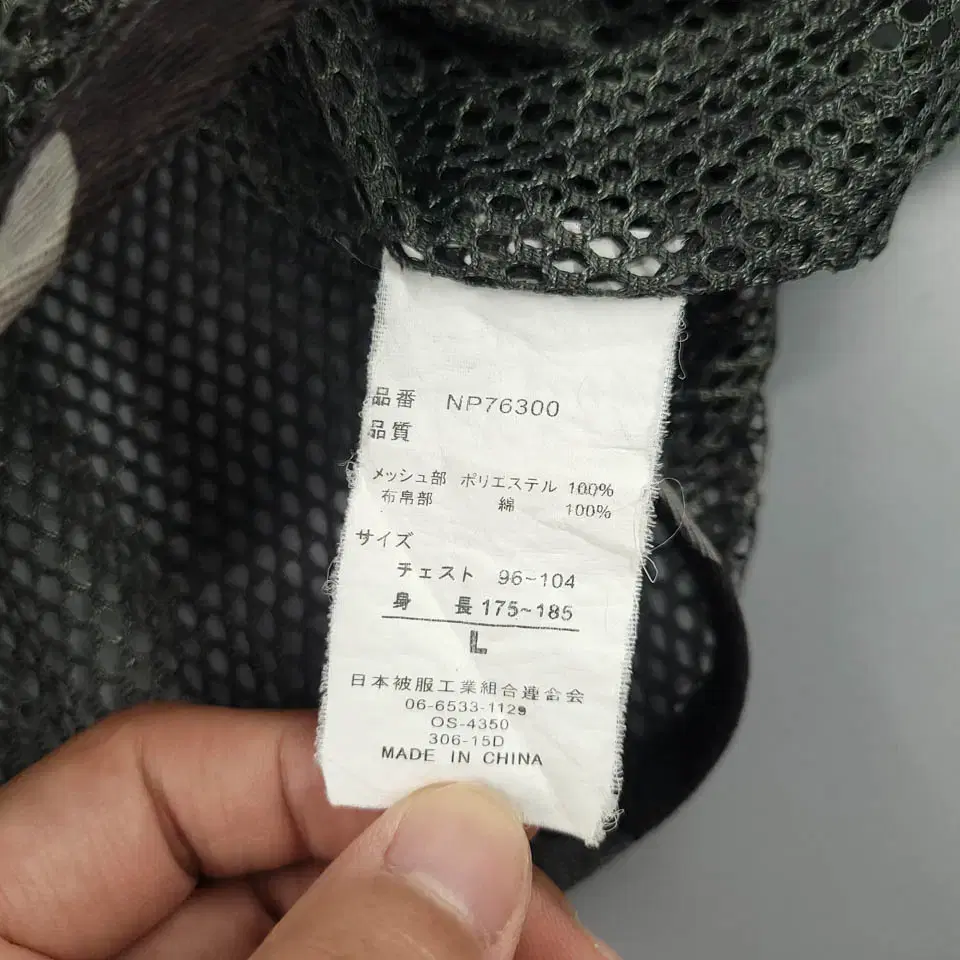 品番 NP76300
品質
メッシュ部 ポリエステル 100%
布帛部 綿 100%
サイズ
チェスト 96~104
身 長 175~185
L
日本被服工業組合連合会
06-6533-1129
OS-4350
306-15D
MADE IN CHINA